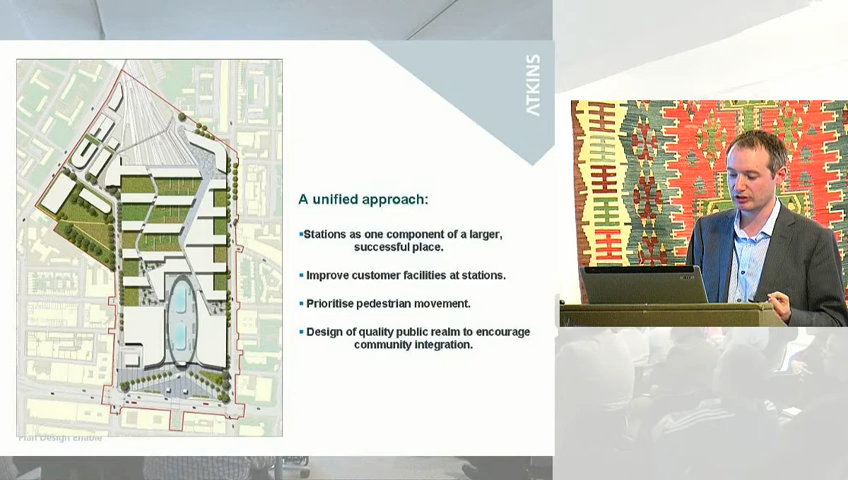 ATKINS
A unified approach:
▪Stations as one component of a larger,
successful place.
▪ Improve customer facilities at stations.
▪ Prioritise pedestrian movement.
▪ Design of quality public realm to encourage
community integration.
Plan Design Enable